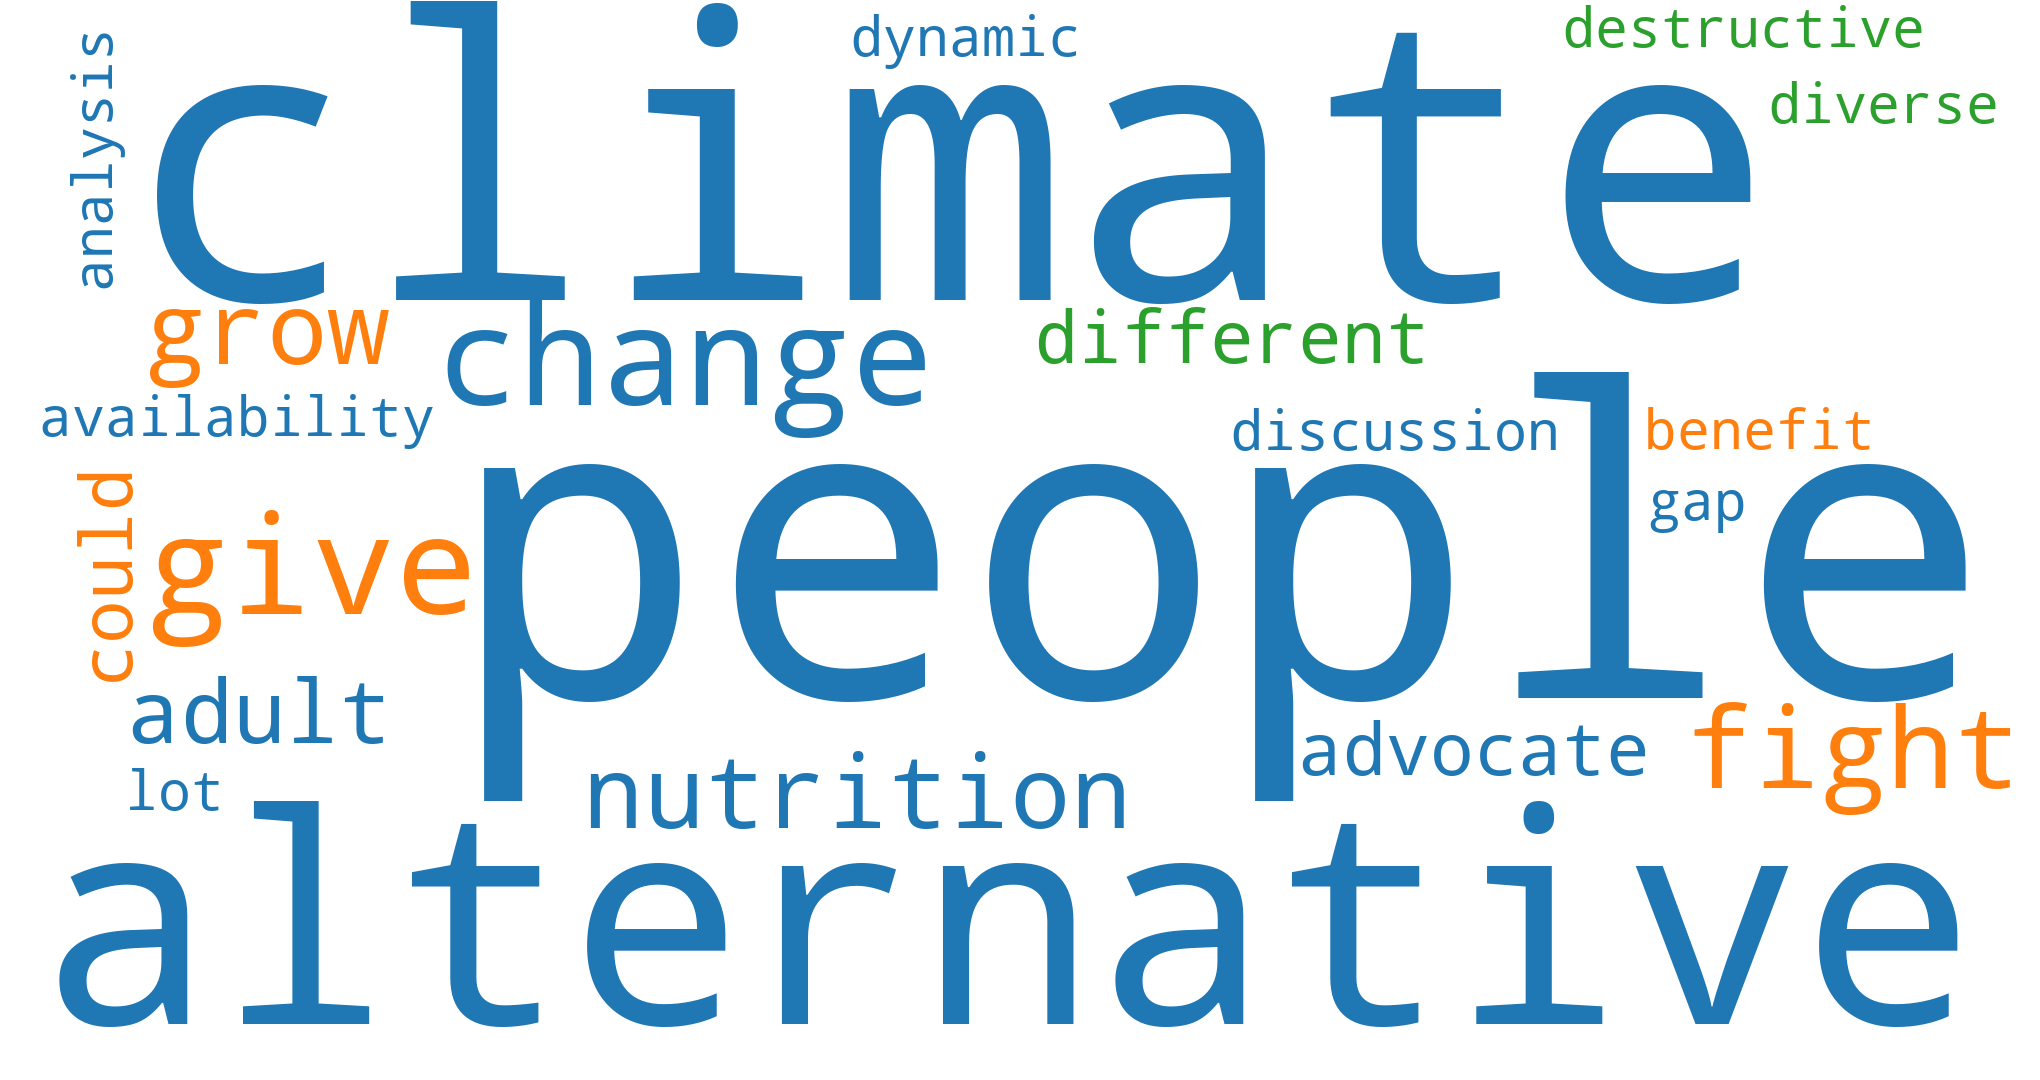 dynamic
destructive
analysis
climate
diverse
grow
change
different
availability
discussion
benefit
people
gap
could
give
adult
advocate
fight
nutrition
lot
alternative